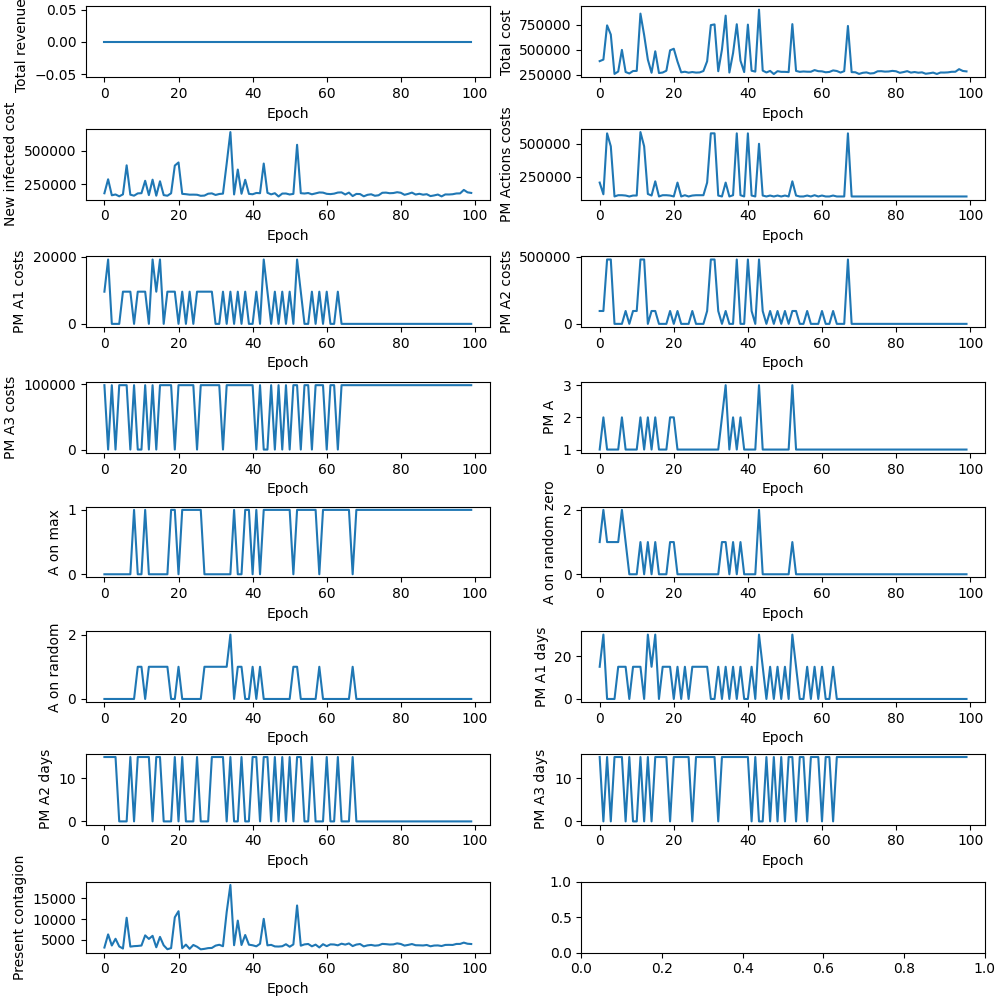 Total revenue
0.05
0.00
−0.05
0 20 40 60 80 100
Epoch
Total cost
750000
500000
250000
0 20 40 60 80 100
Epoch
New infected cost
500000
250000
0 20 40 60 80 100
Epoch
PM Actions costs
500000
250000
0 20 40 60 80 100
Epoch
PM A1 costs
20000
0
0 20 40 60 80 100
Epoch
PM A2 costs
500000
0
0 20 40 60 80 100
Epoch
PM A3 costs
100000
0
0 20 40 60 80 100
Epoch
PM A
3
2
1
0 20 40 60 80 100
Epoch
A on max
1
0
0 20 40 60 80 100
Epoch
A on random zero
2
0
0 20 40 60 80 100
Epoch
A on random
2
0
0 20 40 60 80 100
Epoch
PM A1 days
20
0
0 20 40 60 80 100
Epoch
PM A2 days
10
0
0 20 40 60 80 100
Epoch
PM A3 days
10
0
0 20 40 60 80 100
Epoch
Present contagion
15000
5000
0 20 40 60 80 100
Epoch
1.0
0.5
0.0
0.0 0.2 0.4 0.6 0.8 1.0